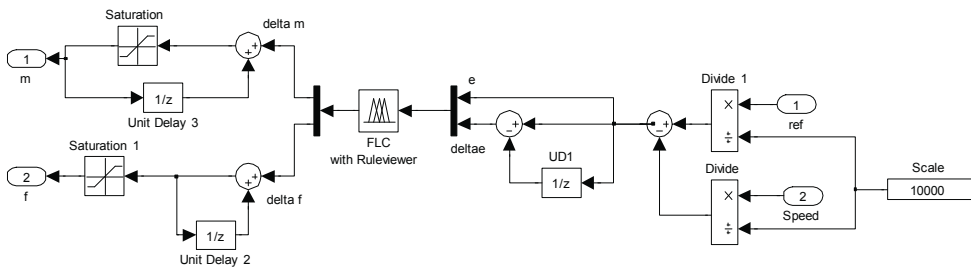 Saturation
delta m
1
m
1/z
Unit Delay 3
Saturation 1
2
f
1/z
Unit Delay 2
delta f
FLC
with Ruleviewer
e
deltae
UD1
1/z
Divide 1
×
÷
1
ref
Divide
×
÷
2
Speed
Scale
10000
+
+
+
+
−
+
−
+